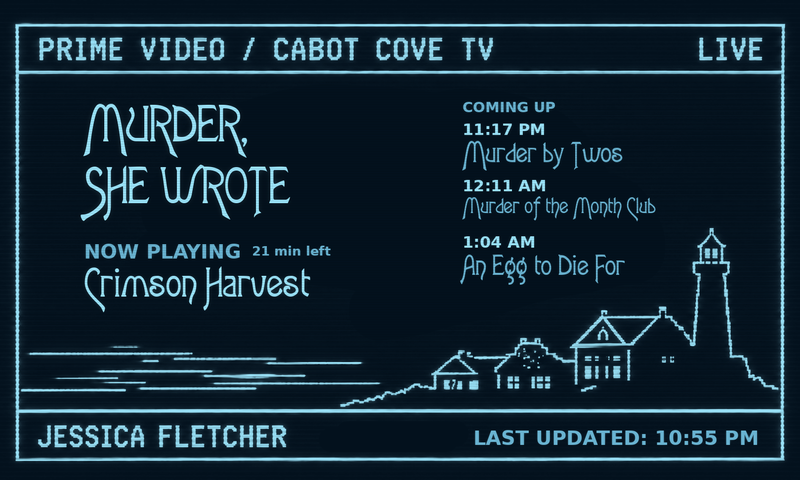 PRIME VIDEO / CABOT COVE TV
LIVE
MURDER,
SHE WROTE
NOW PLAYING 21 min left
Crimson Harvest
COMING UP
11:17 PM
Murder by Twos
12:11 AM
Murder of the Month Club
1:04 AM
An Egg to Die For
JESSICA FLETCHER
LAST UPDATED: 10:55 PM